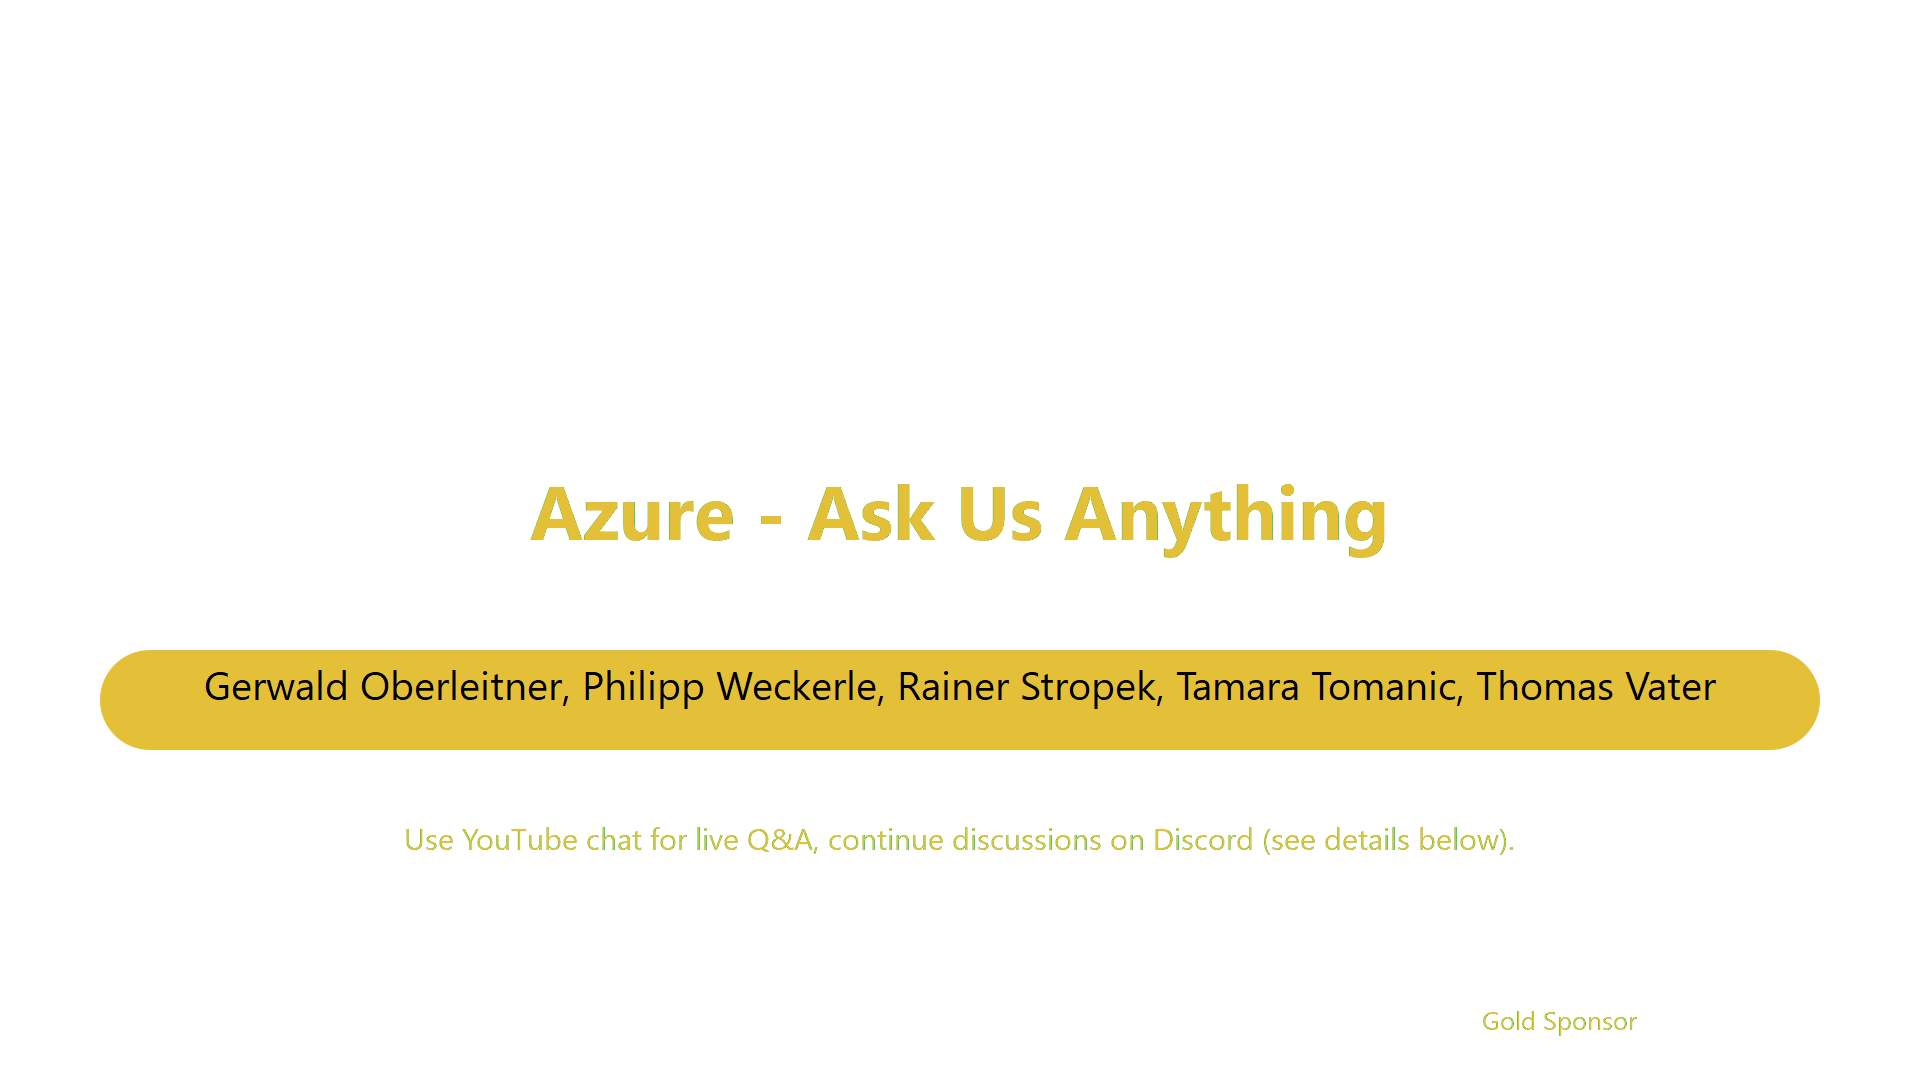 Azure - Ask Us Anything
Gerwald Oberleitner, Philipp Weckerle, Rainer Stropek, Tamara Tomanic, Thomas Vater
Use YouTube chat for live Q&A, continue discussions on Discord (see details below).
Gold Sponsor